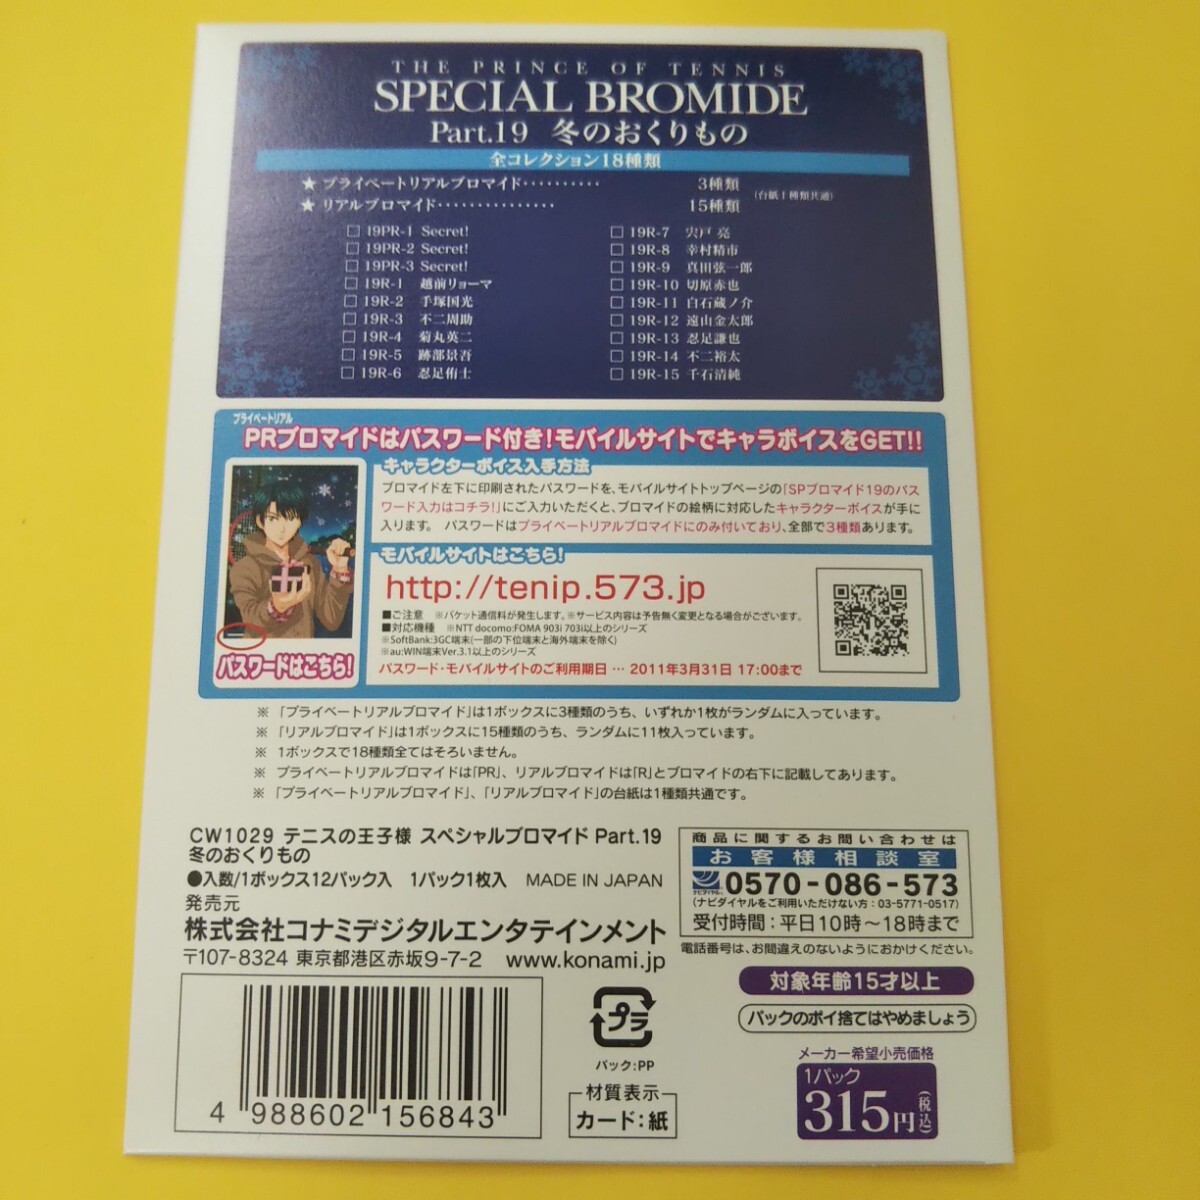 THE PRINCE OF TENNIS
SPECIAL BROMIDE
Part.19 冬のおくりもの
全コレクション18種類
★ プライベートリアルブロマイド・・・・・・・・・・ 3種類
★ リアルブロマイド・・・・・・・・・・・・・・・ 15種類
(台紙1種類共通)
□ 19PR-1 Secret!
□ 19PR-2 Secret!
□ 19PR-3 Secret!
□ 19R-1 越前リョーマ
□ 19R-2 手塚国光
□ 19R-3 不二周助
□ 19R-4 菊丸英二
□ 19R-5 跡部景吾
□ 19R-6 忍足侑士
□ 19R-7 宍戸 亮
□ 19R-8 幸村精市
□ 19R-9 真田弦一郎
□ 19R-10 切原赤也
□ 19R-11 白石蔵ノ介
□ 19R-12 遠山金太郎
□ 19R-13 忍足謙也
□ 19R-14 不二裕太
□ 19R-15 千石清純
プライベートリアル
PRブロマイドはパスワード付き!モバイルサイトでキャラボイスをGET!!
キャラクターボイス入手方法
ブロマイド左下に印刷されたパスワードを、モバイルサイトトップページの「SPブロマイド19のパス
ワード入力はコチラ!」にご入力いただくと、ブロマイドの絵柄に対応したキャラクターボイスが手に
入ります。 パスワードはプライベートリアルブロマイドにのみ付いており、全部で3種類あります。
モバイルサイトはこちら!
http://tenip.573.jp
■ご注意 ※パケット通信料が発生します。※サービス内容は予告無く変更となる場合がございます。
■対応機種 ※NTT docomo:FOMA 903i 703i以上のシリーズ
※SoftBank:3GC端末(一部の下位端末と海外端末を除く)
※au:WIN端末Ver.3.1以上のシリーズ
パスワード・モバイルサイトのご利用期日 … 2011年3月31日 17:00まで
パスワードはこちら!
※ 「プライベートリアルブロマイド」は1ボックスに3種類のうち、いずれか1枚がランダムに入っています。
※ 「リアルブロマイド」は1ボックスに15種類のうち、ランダムに11枚入っています。
※ 1ボックスで18種類全てはそろいません。
※ プライベートリアルブロマイドは「PR」、リアルブロマイドは「R」とブロマイドの右下に記載してあります。
※ 「プライベートリアルブロマイド」、「リアルブロマイド」の台紙は1種類共通です。
CW1029 テニスの王子様 スペシャルブロマイド Part.19
冬のおくりもの
●入数/1ボックス12パック入 1パック1枚入 MADE IN JAPAN
発売元
株式会社コナミデジタルエンタテインメント
〒107-8324 東京都港区赤坂9-7-2 www.konami.jp
商品に関するお問い合わせは
お客様相談室
ナビダイヤル 0570-086-573
(ナビダイヤルをご利用いただけない方:03-5771-0517)
受付時間:平日10時～18時まで
電話番号は、お間違えのないようにおかけください。
対象年齢15才以上
パックのポイ捨てはやめましょう
メーカー希望小売価格
1パック
315円(税込)
プラ
パック:PP
材質表示
カード:紙
4 988602 156843